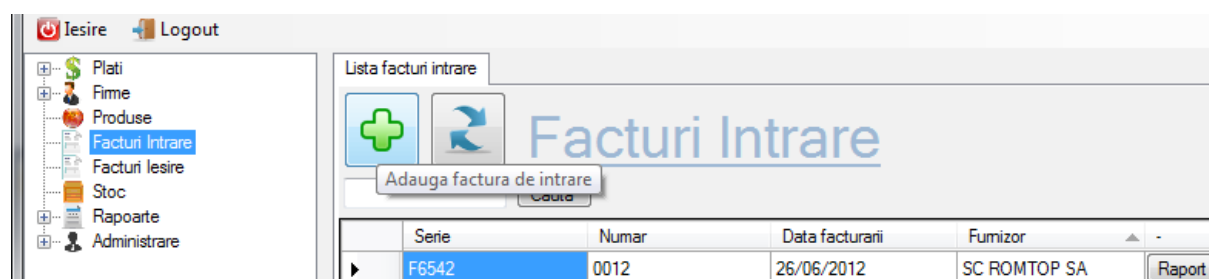 Iesire Logout
Plati
Firme
Produse
Facturi Intrare
Facturi Iesire
Stoc
Rapoarte
Administrare
Lista facturi intrare
Facturi Intrare
Adauga factura de intrare
Cauta
Serie Numar Data facturarii Furnizor -
F6542 0012 26/06/2012 SC ROMTOP SA Raport